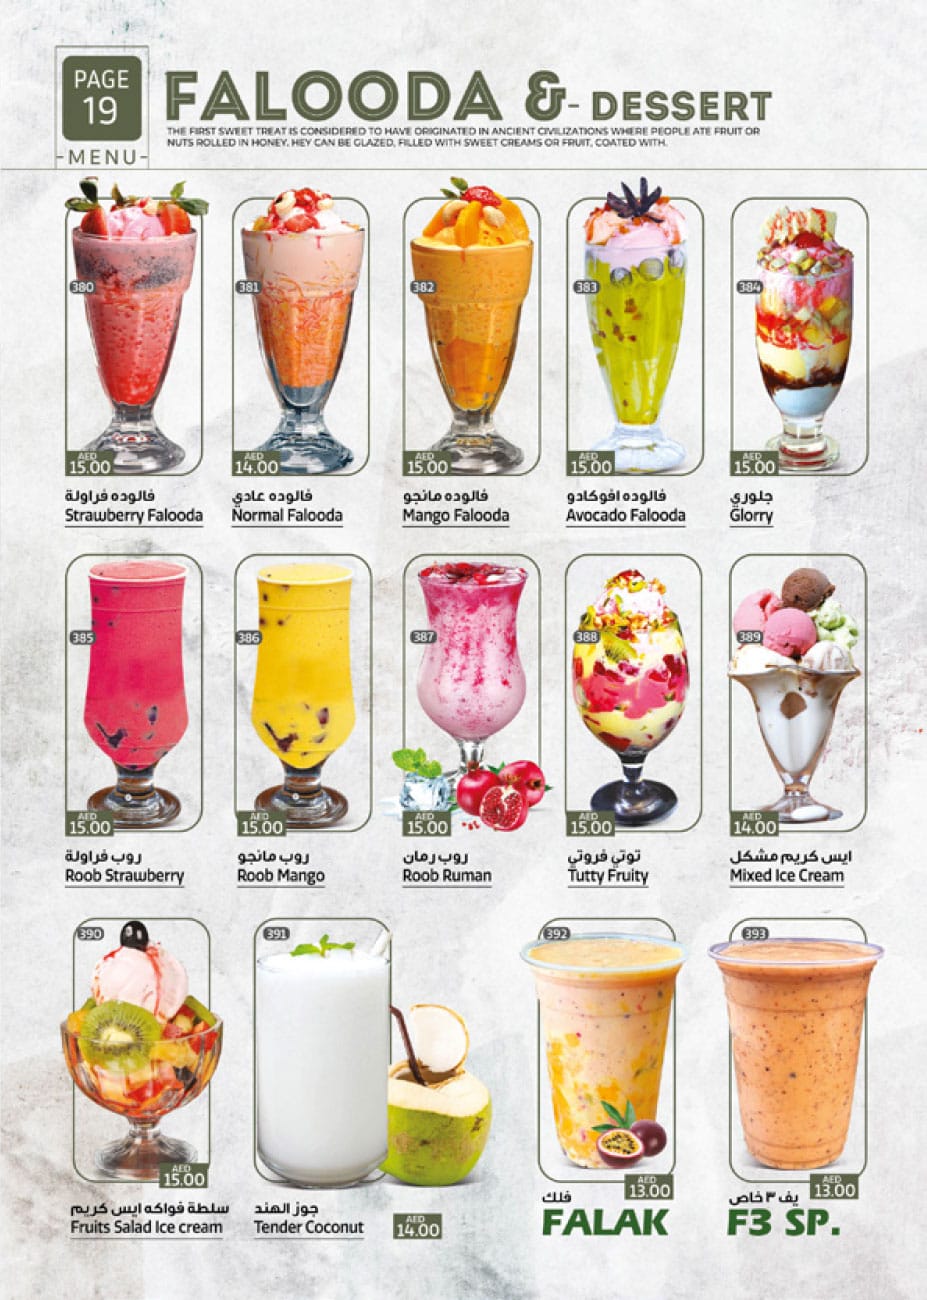 PAGE
19
-MENU-
FALOODA &- DESSERT
THE FIRST SWEET TREAT IS CONSIDERED TO HAVE ORIGINATED IN ANCIENT CIVILIZATIONS WHERE PEOPLE ATE FRUIT OR
NUTS ROLLED IN HONEY. HEY CAN BE GLAZED, FILLED WITH SWEET CREAMS OR FRUIT, COATED WITH.
380
AED
15.00
فالوده فراولة
Strawberry Falooda
381
AED
14.00
فالوده عادي
Normal Falooda
382
AED
15.00
فالوده مانجو
Mango Falooda
383
AED
15.00
فالوده افوكادو
Avocado Falooda
384
AED
15.00
جلوري
Glorry
385
AED
15.00
روب فراولة
Roob Strawberry
386
AED
15.00
روب مانجو
Roob Mango
387
AED
15.00
روب رمان
Roob Ruman
388
AED
15.00
توتي فروتي
Tutty Fruity
389
AED
14.00
ايس كريم مشكل
Mixed Ice Cream
390
AED
15.00
سلطة فواكه ايس كريم
Fruits Salad Ice cream
391
جوز الهند
Tender Coconut
AED
14.00
392
AED
13.00
فلك
FALAK
393
AED
13.00
يف ٣ خاص
F3 SP.